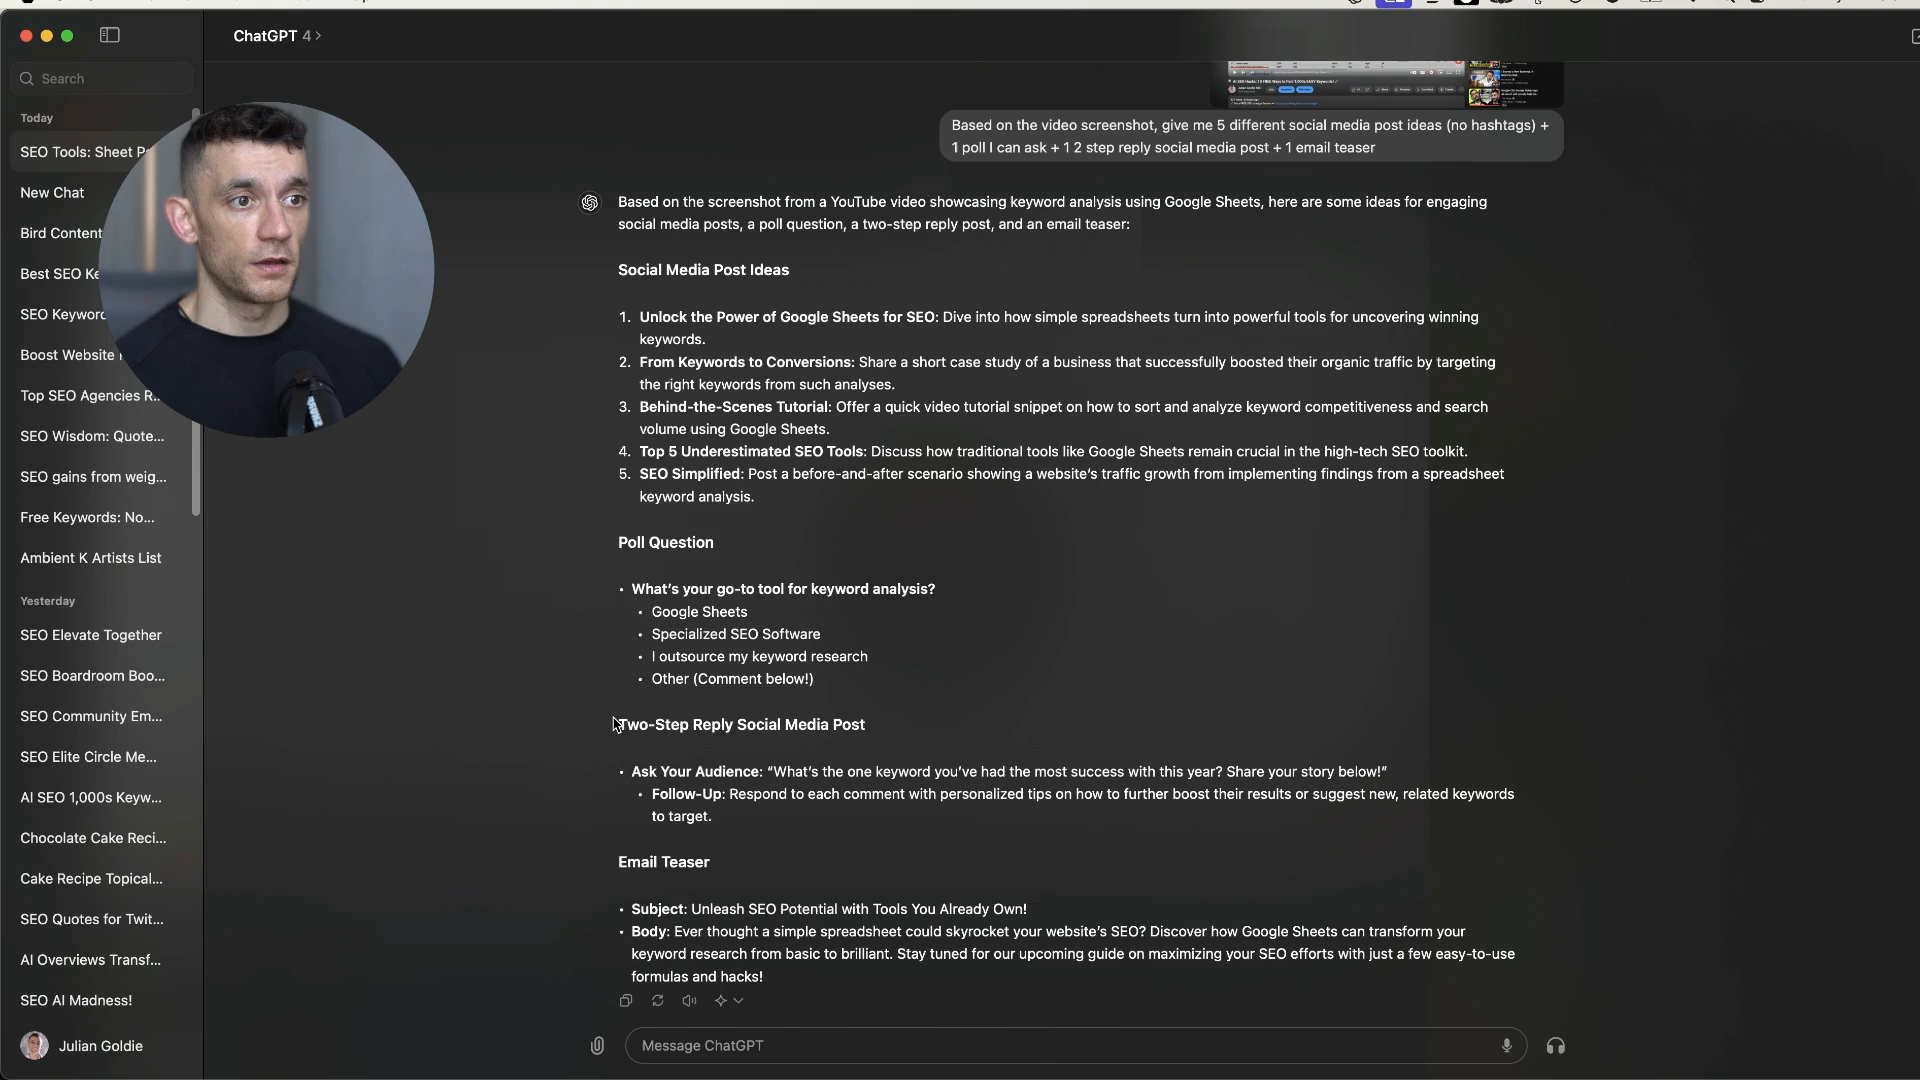 ChatGPT 4 >
Search
Today
SEO Tools: Sheet
New Chat
Bird Content
Best SEO
SEO Keyword
Boost Website
Top SEO Agencies R...
SEO Wisdom: Quote...
SEO gains from weig...
Free Keywords: No...
Ambient K Artists List
Yesterday
SEO Elevate Together
SEO Boardroom Boo...
SEO Community Em...
SEO Elite Circle Me...
AI SEO 1,000s Keyw...
Chocolate Cake Reci...
Cake Recipe Topical...
SEO Quotes for Twit...
AI Overviews Transf...
SEO AI Madness!
Julian Goldie
Based on the video screenshot, give me 5 different social media post ideas (no hashtags) +
1 poll I can ask + 1 2 step reply social media post + 1 email teaser
Based on the screenshot from a YouTube video showcasing keyword analysis using Google Sheets, here are some ideas for engaging
social media posts, a poll question, a two-step reply post, and an email teaser:
Social Media Post Ideas
1. Unlock the Power of Google Sheets for SEO: Dive into how simple spreadsheets turn into powerful tools for uncovering winning
keywords.
2. From Keywords to Conversions: Share a short case study of a business that successfully boosted their organic traffic by targeting
the right keywords from such analyses.
3. Behind-the-Scenes Tutorial: Offer a quick video tutorial snippet on how to sort and analyze keyword competitiveness and search
volume using Google Sheets.
4. Top 5 Underestimated SEO Tools: Discuss how traditional tools like Google Sheets remain crucial in the high-tech SEO toolkit.
5. SEO Simplified: Post a before-and-after scenario showing a website's traffic growth from implementing findings from a spreadsheet
keyword analysis.
Poll Question
• What's your go-to tool for keyword analysis?
• Google Sheets
• Specialized SEO Software
• I outsource my keyword research
• Other (Comment below!)
Two-Step Reply Social Media Post
• Ask Your Audience: "What's the one keyword you've had the most success with this year? Share your story below!"
• Follow-Up: Respond to each comment with personalized tips on how to further boost their results or suggest new, related keywords
to target.
Email Teaser
• Subject: Unleash SEO Potential with Tools You Already Own!
• Body: Ever thought a simple spreadsheet could skyrocket your website's SEO? Discover how Google Sheets can transform your
keyword research from basic to brilliant. Stay tuned for our upcoming guide on maximizing your SEO efforts with just a few easy-to-use
formulas and hacks!
Message ChatGPT